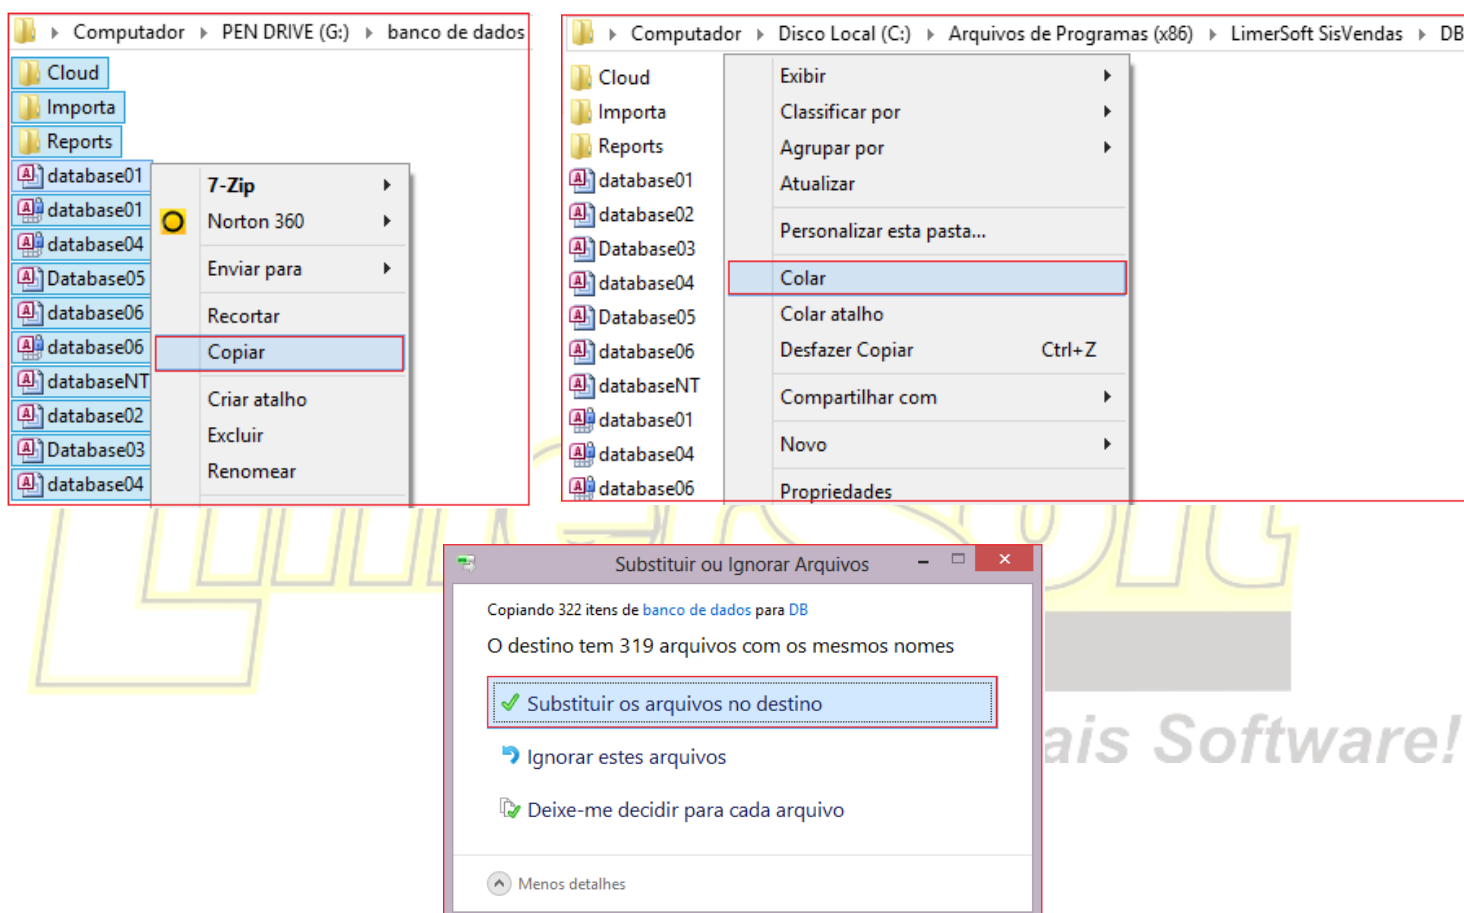 Computador PEN DRIVE (G:) banco de dados
Cloud
Importa
Reports
database01
database01
database04
Database05
database06
database06
databaseNT
database02
Database03
database04
7-Zip
Norton 360
Enviar para
Recortar
Copiar
Criar atalho
Excluir
Renomear
Computador Disco Local (C:) Arquivos de Programas (x86) LimerSoft SisVendas DB
Cloud
Importa
Reports
database01
database02
Database03
database04
Database05
database06
databaseNT
database01
database04
database06
Exibir
Classificar por
Agrupar por
Atualizar
Personalizar esta pasta...
Colar
Colar atalho
Desfazer Copiar Ctrl+Z
Compartilhar com
Novo
Propriedades
Substituir ou Ignorar Arquivos
Copiando 322 itens de banco de dados para DB
O destino tem 319 arquivos com os mesmos nomes
Substituir os arquivos no destino
Ignorar estes arquivos
Deixe-me decidir para cada arquivo
Menos detalhes
ais Software!